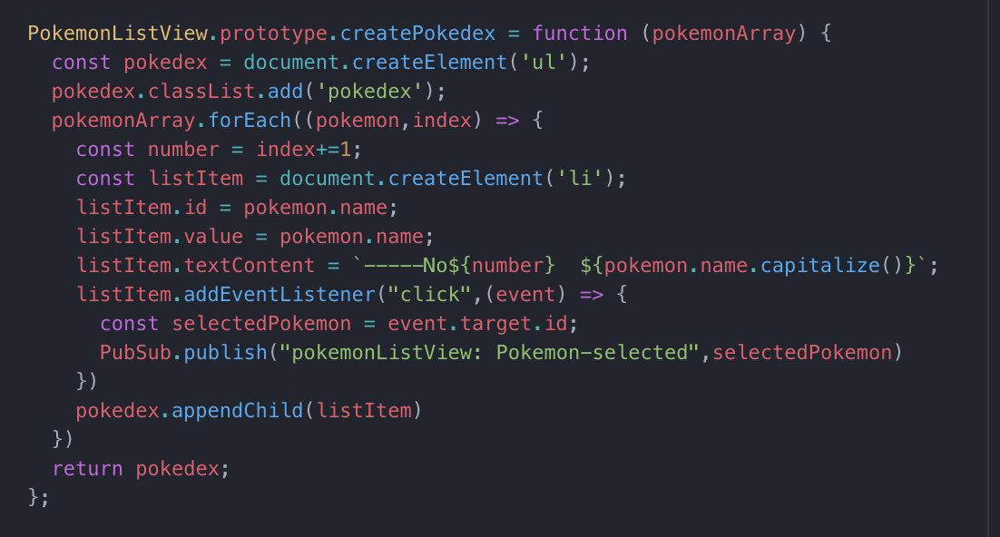 PokemonListView.prototype.createPokedex = function (pokemonArray) {
  const pokedex = document.createElement('ul');
  pokedex.classList.add('pokedex');
  pokemonArray.forEach((pokemon,index) => {
    const number = index+=1;
    const listItem = document.createElement('li');
    listItem.id = pokemon.name;
    listItem.value = pokemon.name;
    listItem.textContent = `-----No${number}  ${pokemon.name.capitalize()}`;
    listItem.addEventListener("click",(event) => {
      const selectedPokemon = event.target.id;
      PubSub.publish("pokemonListView: Pokemon-selected",selectedPokemon)
    })
    pokedex.appendChild(listItem)
  })
  return pokedex;
};